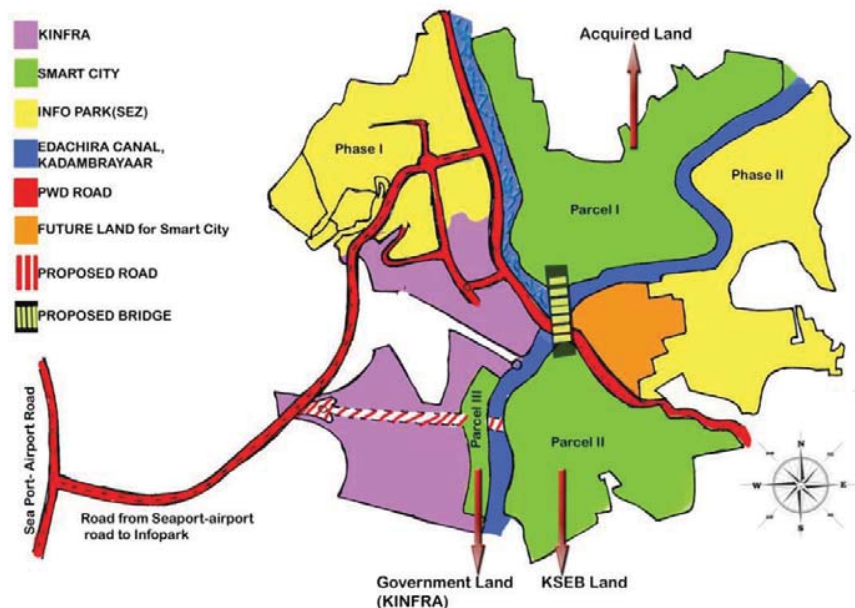 KINFRA
SMART CITY
INFO PARK(SEZ)
EDACHIRA CANAL,
KADAMBRAYAAR
PWD ROAD
FUTURE LAND for Smart City
PROPOSED ROAD
PROPOSED BRIDGE
Acquired Land
Phase I
Phase II
Parcel I
Parcel III
Parcel II
Sea Port- Airport Road
Road from Seaport-airport
road to Infopark
Government Land
(KINFRA)
KSEB Land
N
W
E
S